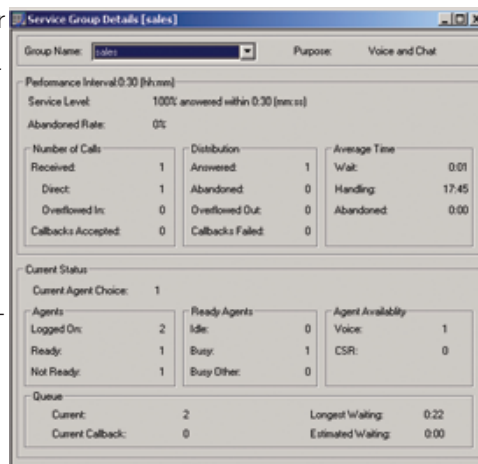 r
Service Group Details [sales]
Group Name: sales Purpose: Voice and Chat
Performance Interval 0:30 (hh:mm)
Service Level: 100% answered within 0:30 (mm:ss)
Abandoned Rate: 0%
Number of Calls Distribution Average Time
Received: 1 Answered: 1 Wait: 0:01
Direct: 1 Abandoned: 0 Handling: 17:45
Overflowed In: 0 Overflowed Out: 0 Abandoned: 0:00
Callbacks Accepted: 0 Callbacks Failed: 0
Current Status
Current Agent Choice: 1
Agents Ready Agents Agent Availablity
Logged On: 2 Idle: 0 Voice: 1
Ready: 1 Busy: 1 CSR: 0
Not Ready: 1 Busy Other: 0
Queue
Current: 2 Longest Waiting: 0:22
Current Callback: 0 Estimated Waiting: 0:00